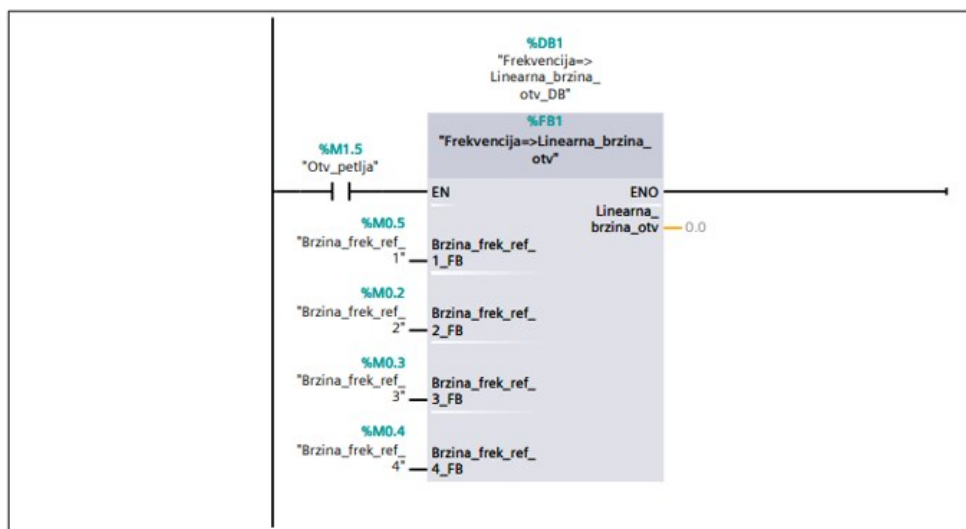 %DB1
"Frekvencija=>
Linearna_brzina_
otv_DB"
%FB1
"Frekvencija=>Linearna_brzina_
otv"
%M1.5
"Otv_petlja"
EN
ENO
Linearna_
brzina_otv
0.0
%M0.5
"Brzina_frek_ref_
1"
Brzina_frek_ref_
1_FB
%M0.2
"Brzina_frek_ref_
2"
Brzina_frek_ref_
2_FB
%M0.3
"Brzina_frek_ref_
3"
Brzina_frek_ref_
3_FB
%M0.4
"Brzina_frek_ref_
4"
Brzina_frek_ref_
4_FB